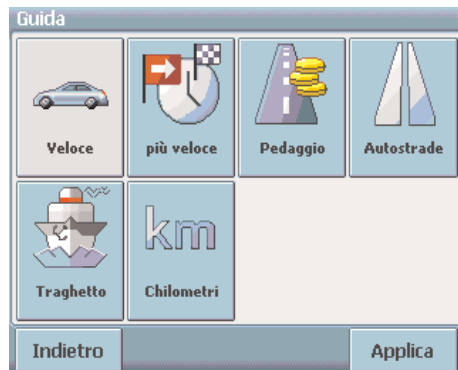 Guida
Veloce
più veloce
Pedaggio
Autostrade
Traghetto
km
Chilometri
Indietro
Applica